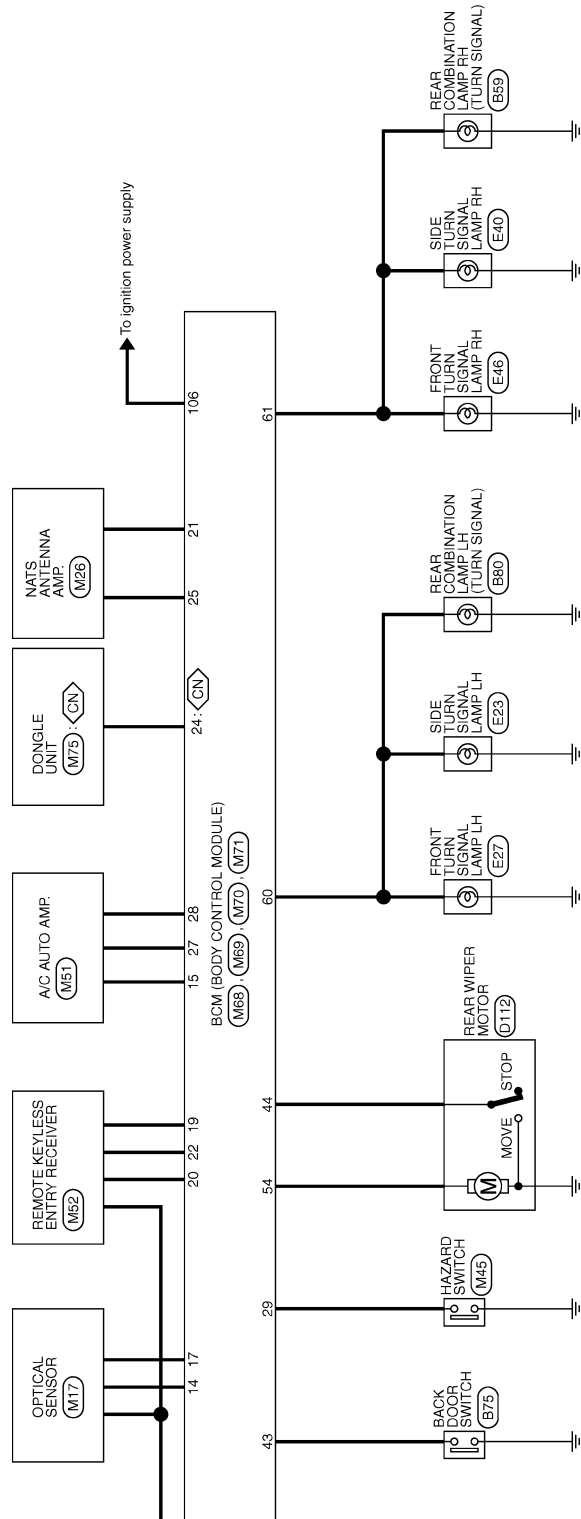 OPTICAL
SENSOR
M17
14
17
REMOTE KEYLESS
ENTRY RECEIVER
M52
20
22
19
A/C AUTO AMP.
M51
15
27
28
DONGLE
UNIT
M75 : CN
24 : CN
NATS
ANTENNA
AMP.
M26
25
21
To ignition power supply
106
BCM (BODY CONTROL MODULE)
M68 , M69 , M70 , M71
43
29
54
44
60
61
BACK
DOOR
SWITCH
B75
HAZARD
SWITCH
M45
REAR WIPER
MOTOR
D112
M
MOVE
STOP
FRONT
TURN
SIGNAL
LAMP LH
E27
SIDE
TURN
SIGNAL
LAMP LH
E23
REAR
COMBINATION
LAMP LH
(TURN SIGNAL)
B80
FRONT
TURN
SIGNAL
LAMP RH
E46
SIDE
TURN
SIGNAL
LAMP RH
E40
REAR
COMBINATION
LAMP RH
(TURN SIGNAL)
B59